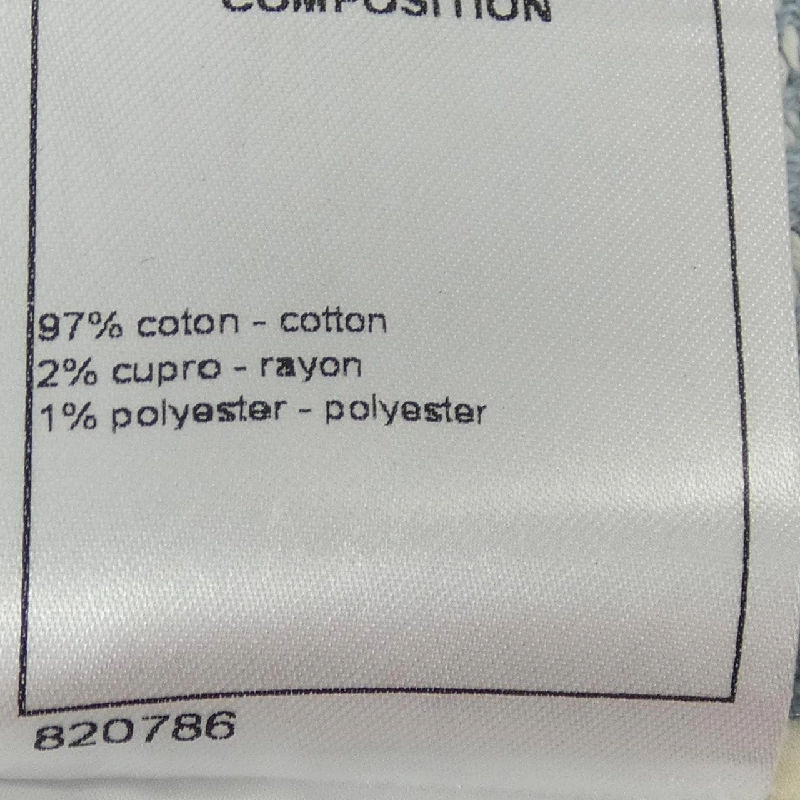 COMPOSITION
97% coton - cotton
2% cupro - rayon
1% polyester - polyester
820786